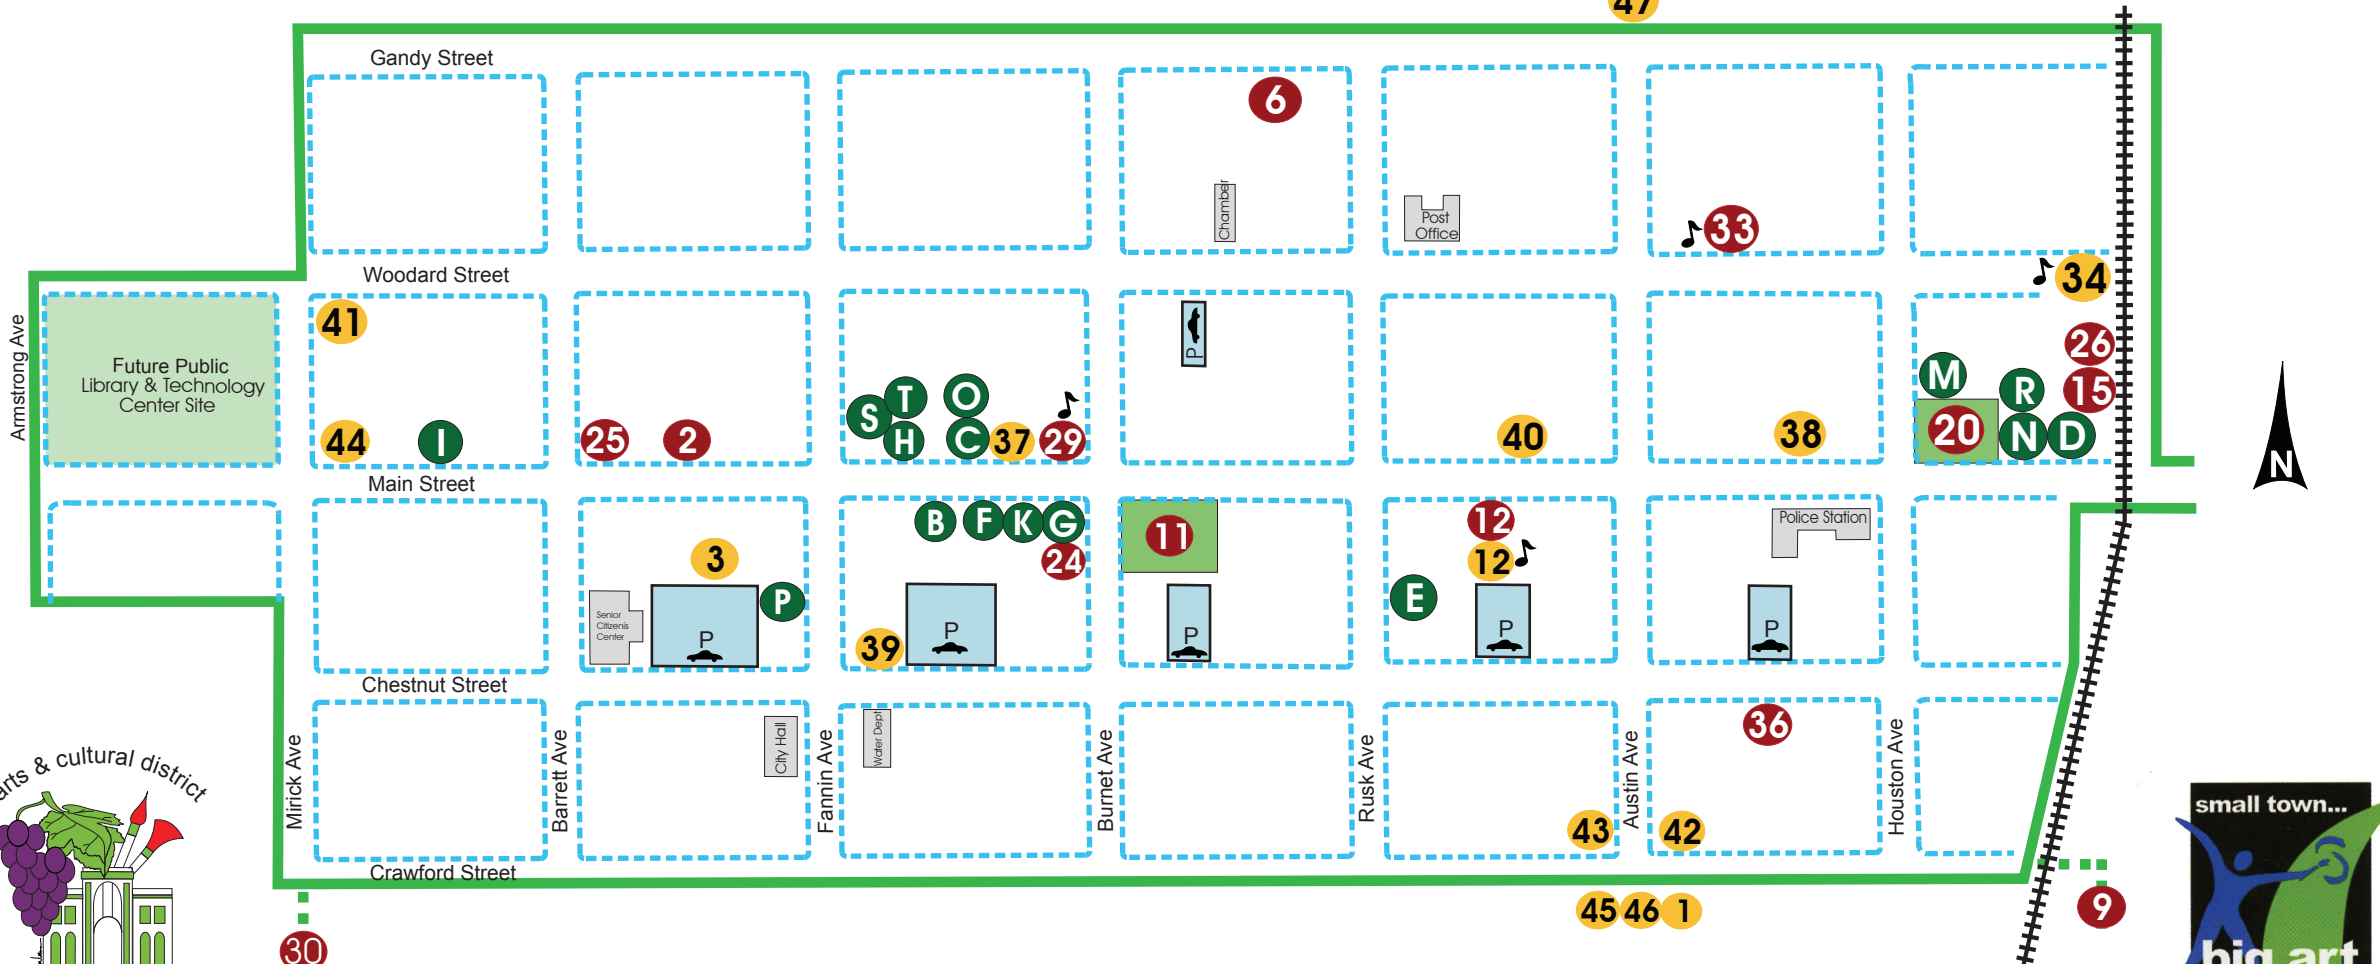 47
Gandy Street
6
Chamber
Post
Office
33
Woodard Street
34
Armstrong Ave
Future Public
Library & Technology
Center Site
41
44
I
25
2
S
T
H
O
C
37
29
P
40
38
M
R
26
15
20
N
D
N
Main Street
3
Senior
Citizenis
Center
P
P
B
F
K
G
24
39
P
11
P
12
12
E
P
Police Station
P
Chestnut Street
Mirick Ave
Barrett Ave
City Hall
Fannin Ave
Water Dept
Burnet Ave
Rusk Ave
43
Austin Ave
42
36
Houston Ave
Crawford Street
45
46
1
9
30
arts & cultural district
small town...
big art